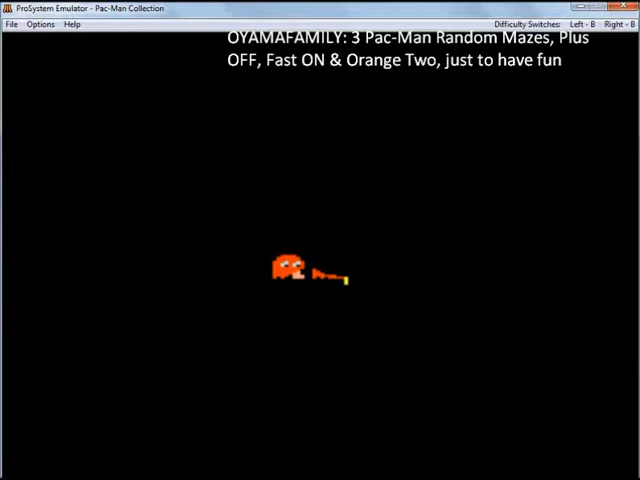 ProSystem Emulator - Pac-Man Collection
File Options Help Difficulty Switches: Left - B Right - B
OYAMAFAMILY: 3 Pac-Man Random Mazes, Plus
OFF, Fast ON & Orange Two, just to have fun